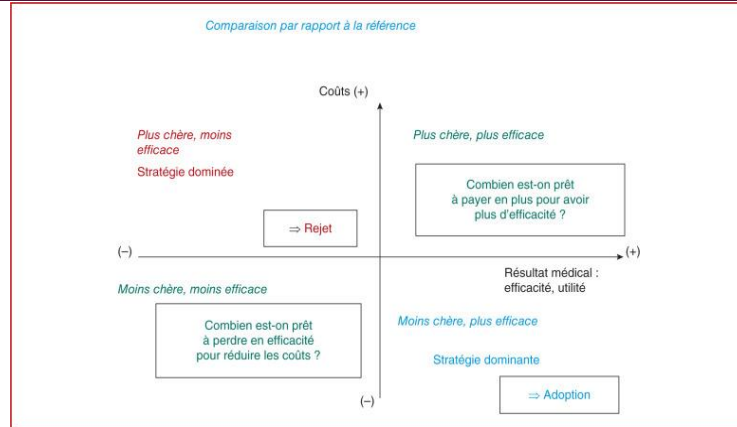 Comparaison par rapport à la référence
Coûts (+)
Plus chère, moins
efficace
Stratégie dominée
⇒ Rejet
Plus chère, plus efficace
Combien est-on prêt
à payer en plus pour avoir
plus d'efficacité ?
(–)
(+)
Résultat médical :
efficacité, utilité
Moins chère, moins efficace
Combien est-on prêt
à perdre en efficacité
pour réduire les coûts ?
Moins chère, plus efficace
Stratégie dominante
⇒ Adoption
(–)